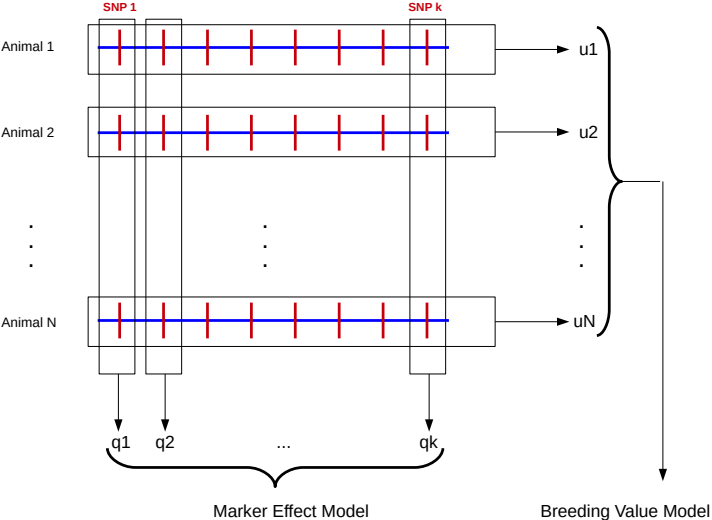 SNP 1
SNP k
Animal 1
u1
Animal 2
u2
Animal N
uN
q1
q2
...
qk
Marker Effect Model
Breeding Value Model